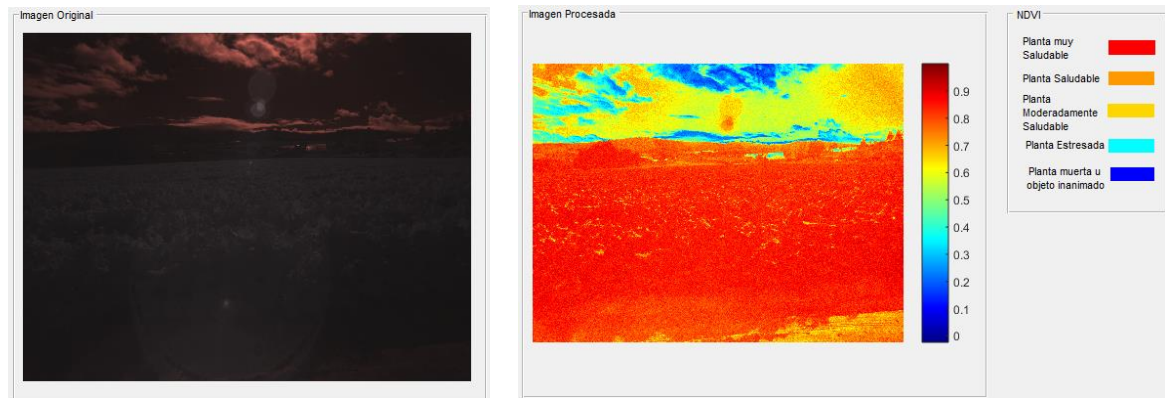 Imagen Original
Imagen Procesada
0.9
0.8
0.7
0.6
0.5
0.4
0.3
0.2
0.1
0
NDVI
Planta muy
Saludable
Planta Saludable
Planta
Moderadamente
Saludable
Planta Estresada
Planta muerta u
objeto inanimado